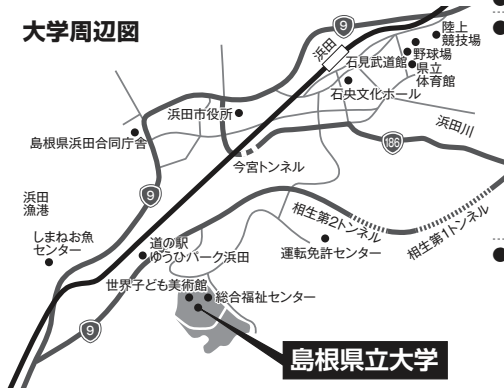 大学周辺図
9
浜田
陸上
競技場
野球場
石見武道館
県立
体育館
石央文化ホール
浜田市役所
島根県浜田合同庁舎
浜田川
186
今宮トンネル
9
浜田
漁港
相生第2トンネル
相生第1トンネル
しまねお魚
センター
道の駅
ゆうひパーク浜田
運転免許センター
世界子ども美術館
総合福祉センター
9
島根県立大学